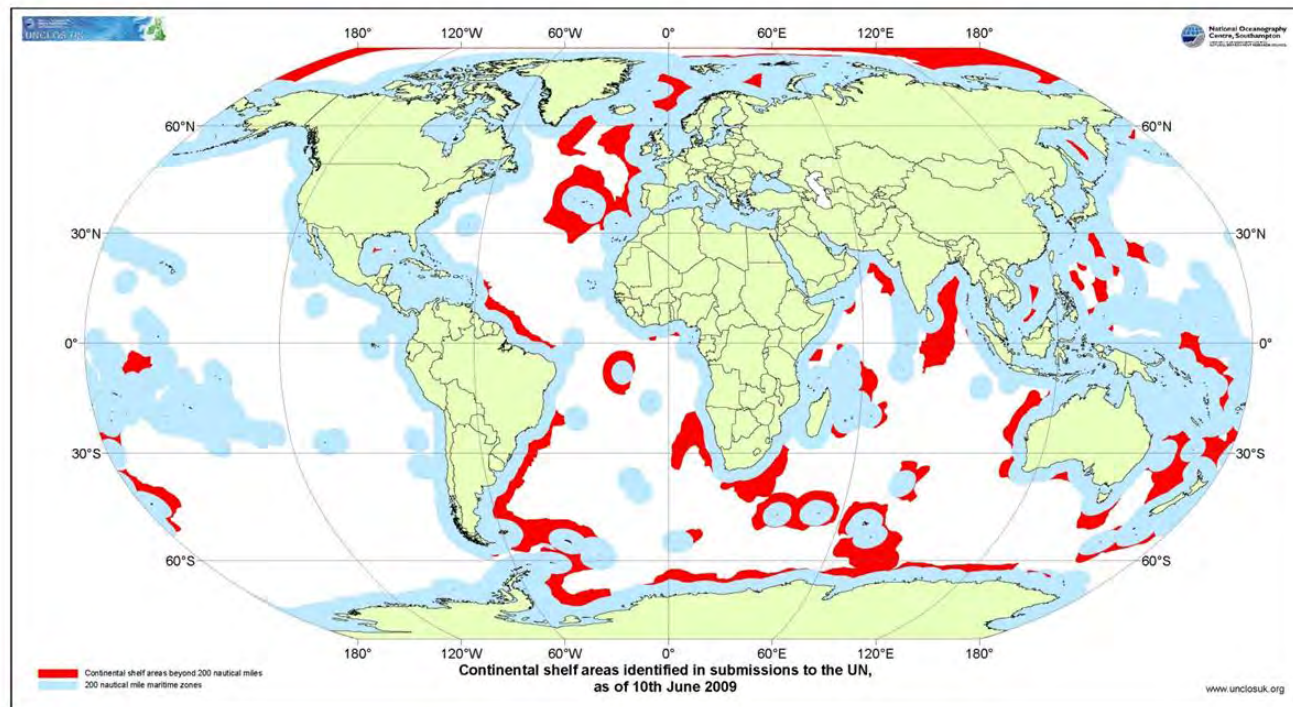 UNCLOS UK
National Oceanography
Centre, Southampton
180° 120°W 60°W 0° 60°E 120°E 180°
60°N 60°N
30°N 30°N
0° 0°
30°S 30°S
60°S 60°S
180° 120°W 60°W 0° 60°E 120°E 180°
Continental shelf areas beyond 200 nautical miles
200 nautical mile maritime zones
Continental shelf areas identified in submissions to the UN,
as of 10th June 2009
www.unclosuk.org